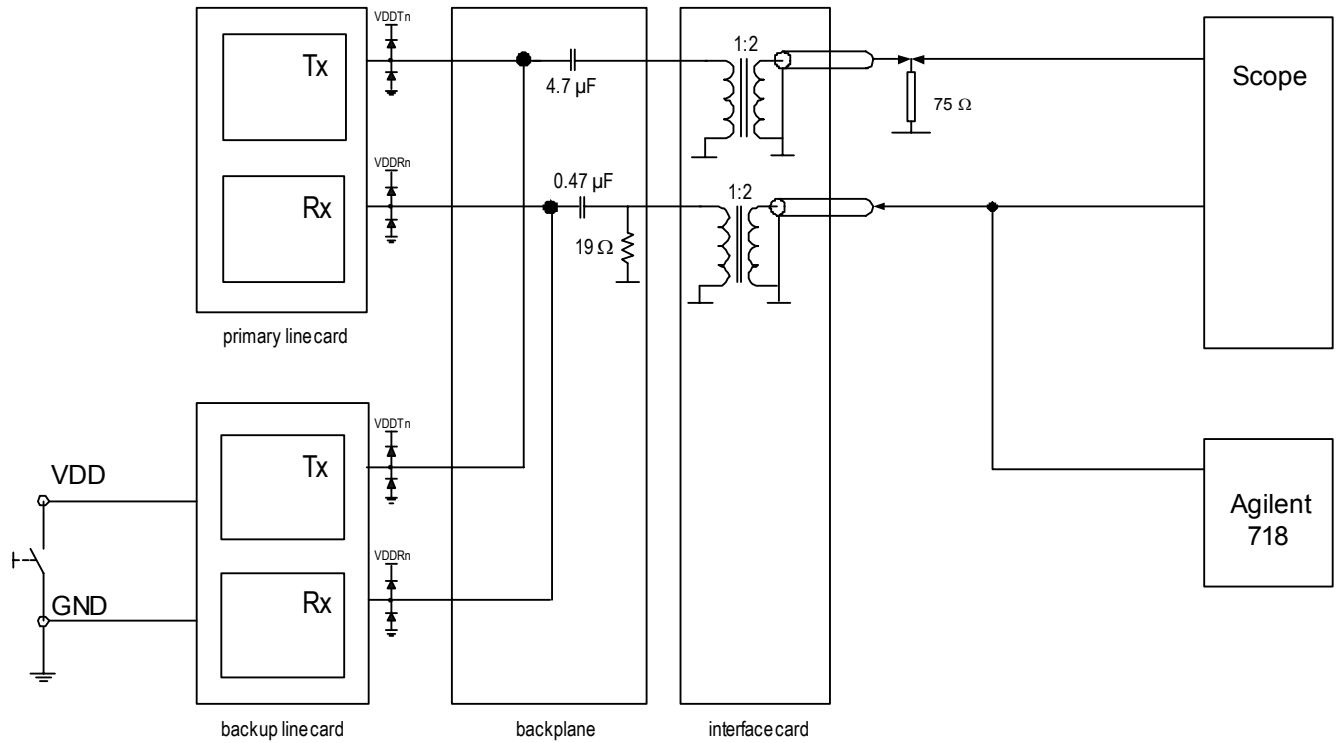 VDDTn
Tx
1:2
Scope
4.7 µF
75 Ω
VDDRn
Rx
0.47 µF
1:2
19 Ω
primary line card
VDDTn
Tx
VDD
Agilent
718
VDDRn
Rx
GND
backup line card
backplane
interface card